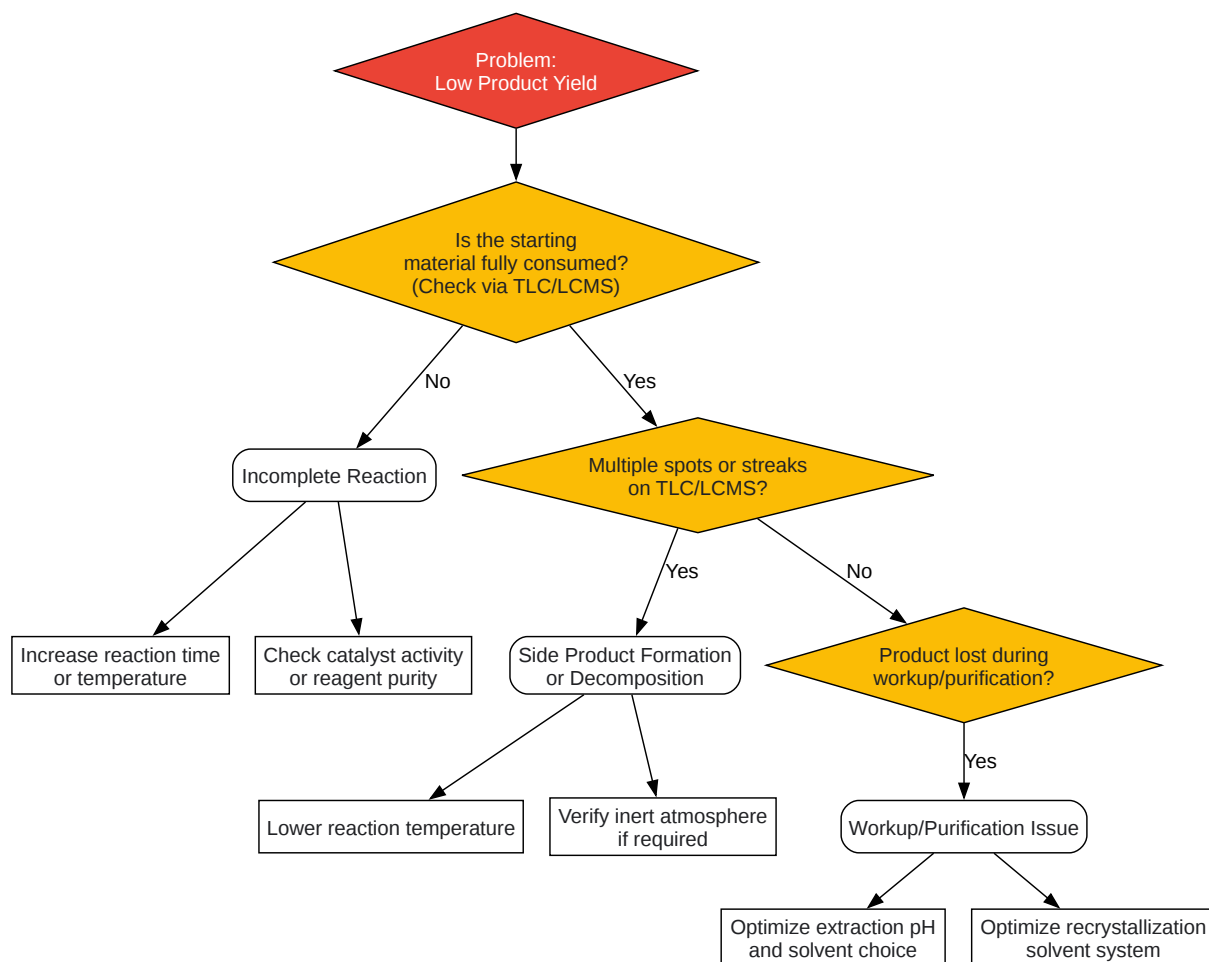 Problem:
Low Product Yield
Is the starting
material fully consumed?
(Check via TLC/LCMS)
No
Yes
Incomplete Reaction
Multiple spots or streaks
on TLC/LCMS?
Yes
No
Increase reaction time
or temperature
Check catalyst activity
or reagent purity
Side Product Formation
or Decomposition
Product lost during
workup/purification?
Yes
Lower reaction temperature
Verify inert atmosphere
if required
Workup/Purification Issue
Optimize extraction pH
and solvent choice
Optimize recrystallization
solvent system